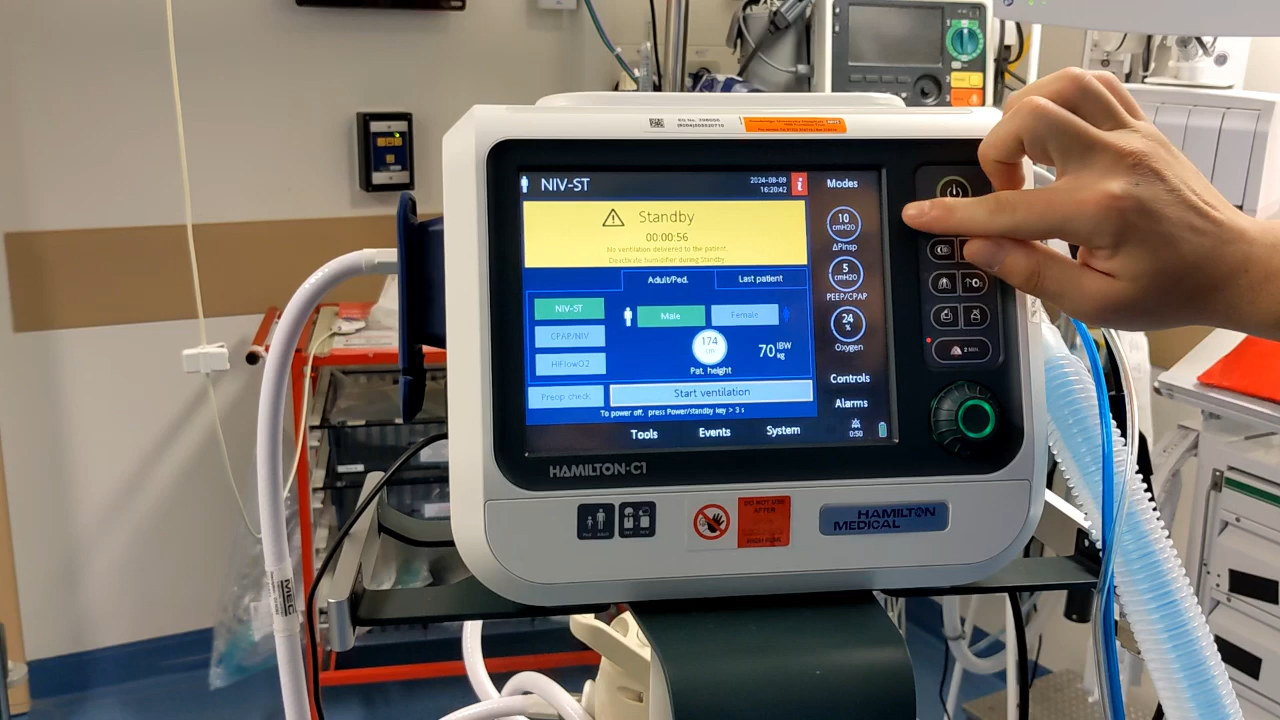 NIV-ST
2024-08-09
16:20:42
i
Modes
Standby
00:00:56
No ventilation delivered to the patient.
Deactivate humidifier during Standby.
10
cmH2O
ΔPinsp
Adult/Ped.
Last patient
5
cmH2O
PEEP/CPAP
NIV-ST
Male
Female
24
%
Oxygen
CPAP/NIV
174
cm
70 IBW
kg
HiFlowO2
Pat. height
Controls
Preop check
Start ventilation
To power off, press Power/standby key > 3 s
Alarms
Tools
Events
System
0:50
O₂
2 MIN.
HAMILTON-C1
DO NOT USE
AFTER
HAMILTON
MEDICAL
MEC